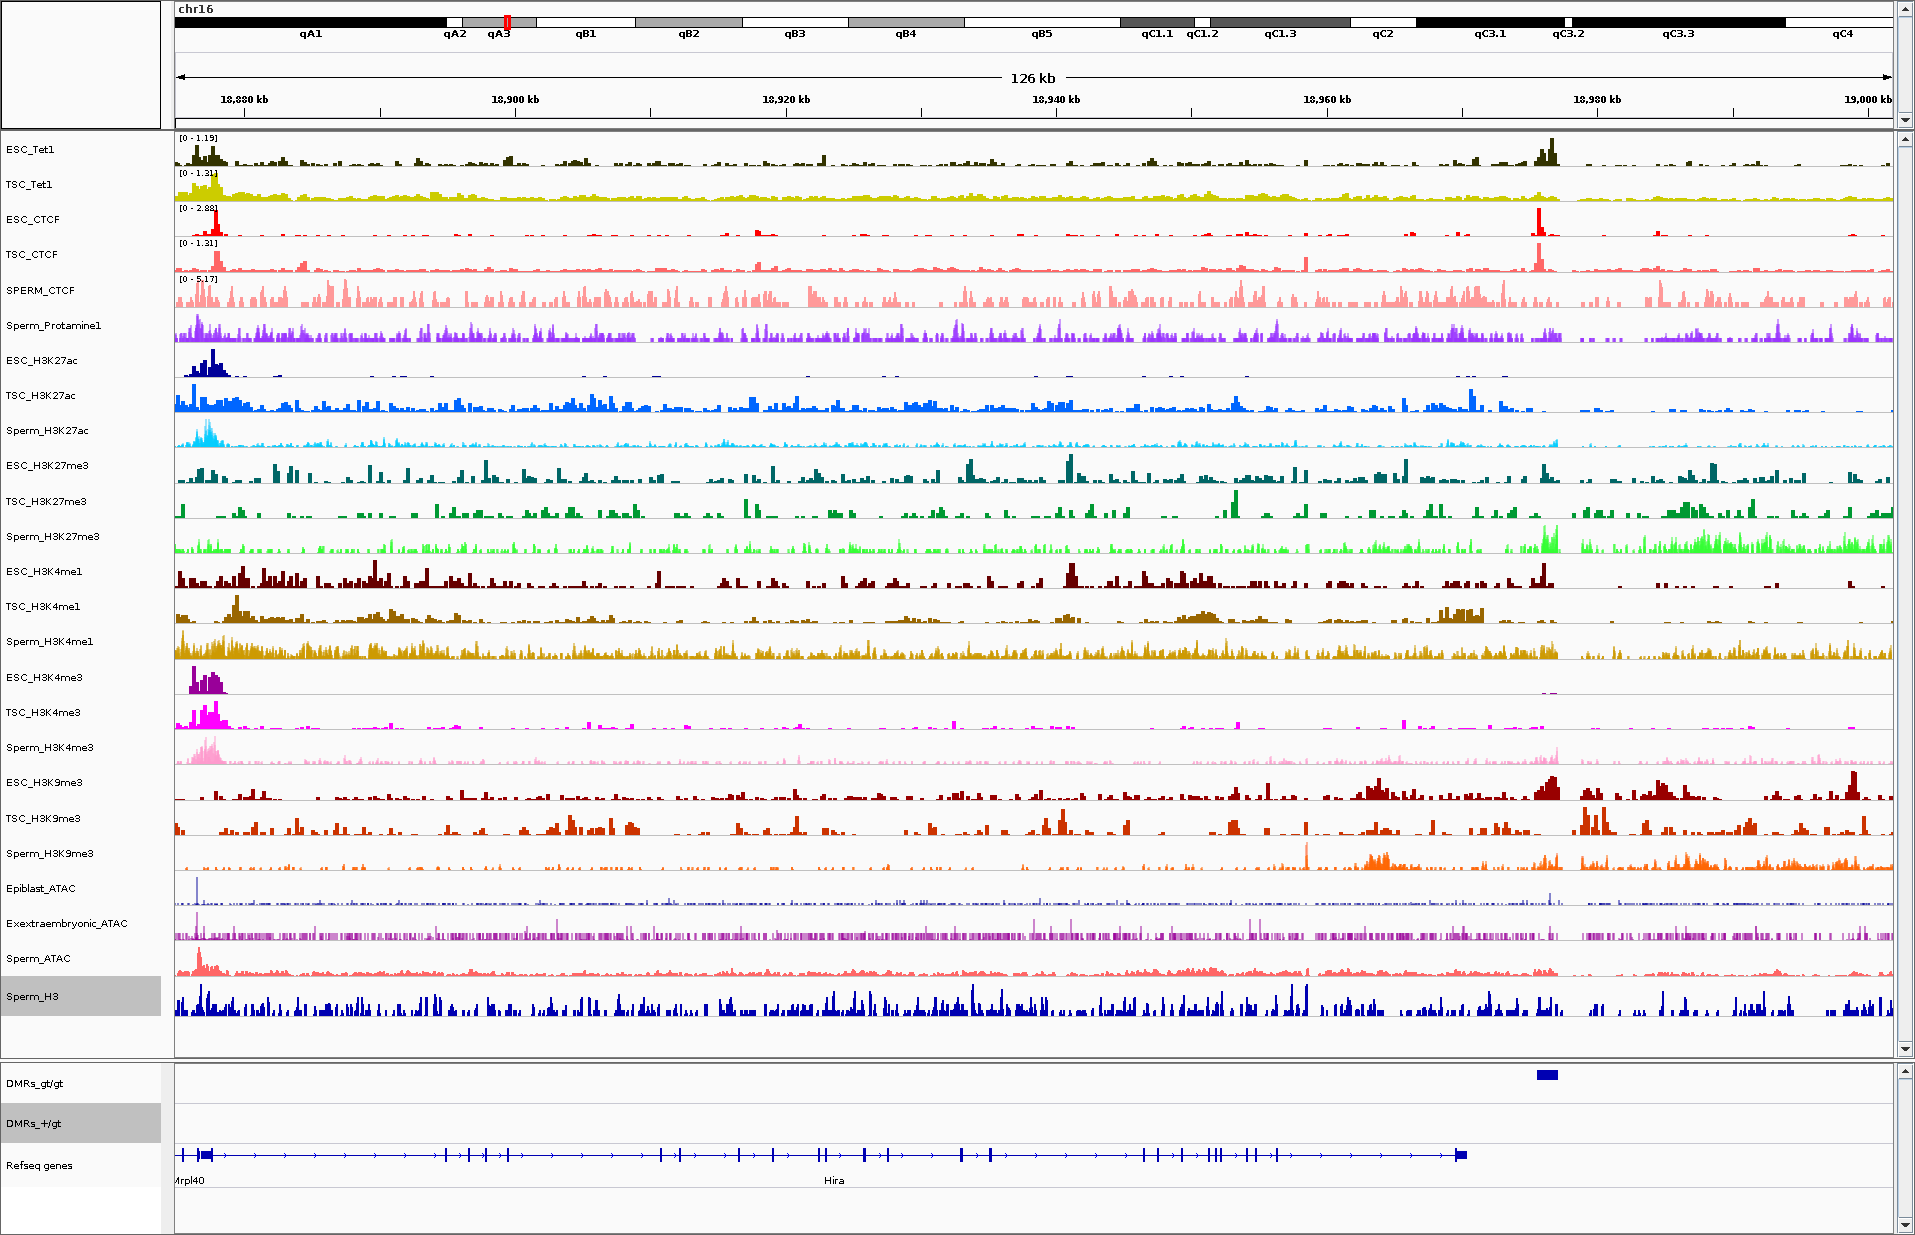 chr16
qA1 qA2 qA3 qB1 qB2 qB3 qB4 qB5 qC1.1 qC1.2 qC1.3 qC2 qC3.1 qC3.2 qC3.3 qC4
126 kb
18,880 kb 18,900 kb 18,920 kb 18,940 kb 18,960 kb 18,980 kb 19,000 kb
[0 - 1.19]
ESC_Tet1
[0 - 1.31]
TSC_Tet1
[0 - 2.88]
ESC_CTCF
[0 - 1.31]
TSC_CTCF
[0 - 5.17]
SPERM_CTCF
Sperm_Protamine1
ESC_H3K27ac
TSC_H3K27ac
Sperm_H3K27ac
ESC_H3K27me3
TSC_H3K27me3
Sperm_H3K27me3
ESC_H3K4me1
TSC_H3K4me1
Sperm_H3K4me1
ESC_H3K4me3
TSC_H3K4me3
Sperm_H3K4me3
ESC_H3K9me3
TSC_H3K9me3
Sperm_H3K9me3
Epiblast_ATAC
Exextraembryonic_ATAC
Sperm_ATAC
Sperm_H3
DMRs_gt/gt
DMRs_+/gt
Refseq genes
Mrpl40 Hira